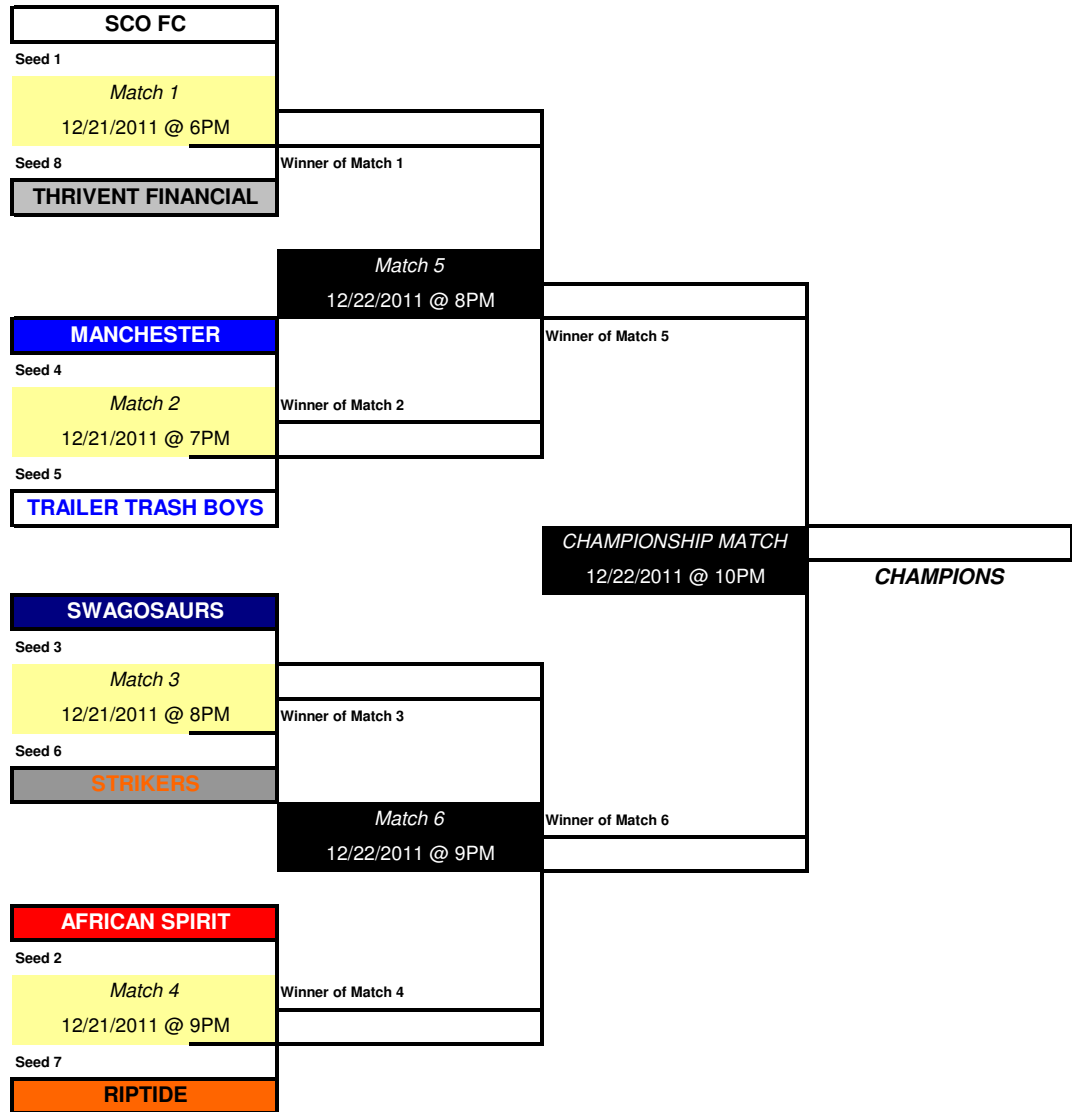 SCO FC
Seed 1
Match 1
12/21/2011 @ 6PM
Seed 8
Winner of Match 1
THRIVENT FINANCIAL
Match 5
12/22/2011 @ 8PM
MANCHESTER
Winner of Match 5
Seed 4
Match 2
Winner of Match 2
12/21/2011 @ 7PM
Seed 5
TRAILER TRASH BOYS
CHAMPIONSHIP MATCH
12/22/2011 @ 10PM
CHAMPIONS
SWAGOSAURS
Seed 3
Match 3
12/21/2011 @ 8PM
Winner of Match 3
Seed 6
STRIKERS
Match 6
Winner of Match 6
12/22/2011 @ 9PM
AFRICAN SPIRIT
Seed 2
Match 4
Winner of Match 4
12/21/2011 @ 9PM
Seed 7
RIPTIDE